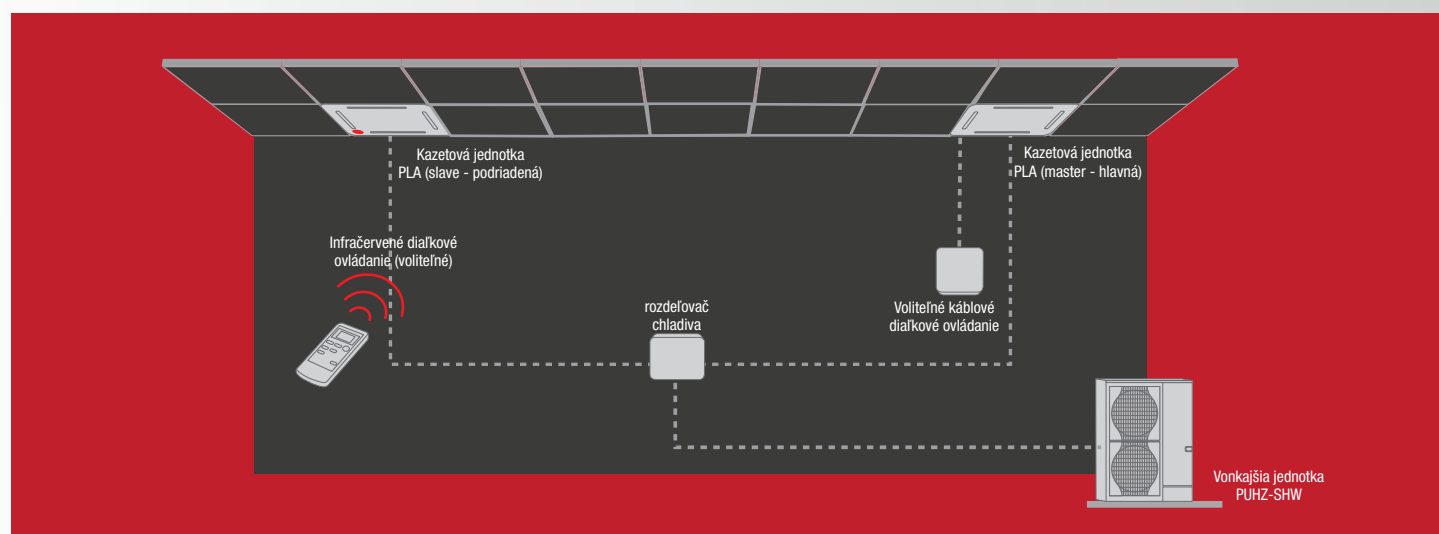 Kazetová jednotka
PLA (slave - podriadená)
Kazetová jednotka
PLA (master - hlavná)
Infračervené diaľkové
ovládanie (voliteľné)
rozdeľovač
chladiva
Voliteľné káblové
diaľkové ovládanie
Vonkajšia jednotka
PUHZ-SHW